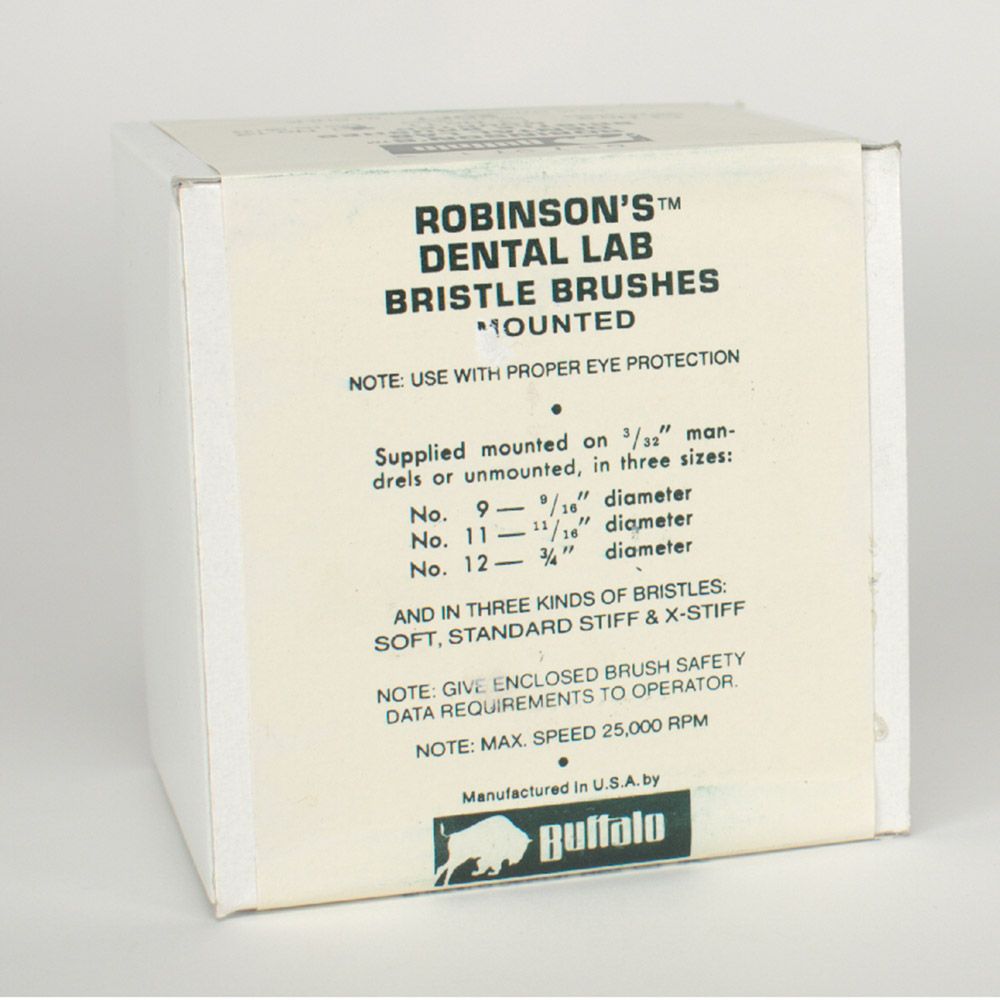 Buffalo
ROBINSON'S™
DENTAL LAB
BRISTLE BRUSHES
MOUNTED
NOTE: USE WITH PROPER EYE PROTECTION
•
Supplied mounted on 3/32" man-
drels or unmounted, in three sizes:
No. 9 — 9/16" diameter
No. 11 — 11/16" diameter
No. 12 — 3/4" diameter
AND IN THREE KINDS OF BRISTLES:
SOFT, STANDARD STIFF & X-STIFF
NOTE: GIVE ENCLOSED BRUSH SAFETY
DATA REQUIREMENTS TO OPERATOR.
NOTE: MAX. SPEED 25,000 RPM
•
Manufactured in U.S.A. by
Buffalo